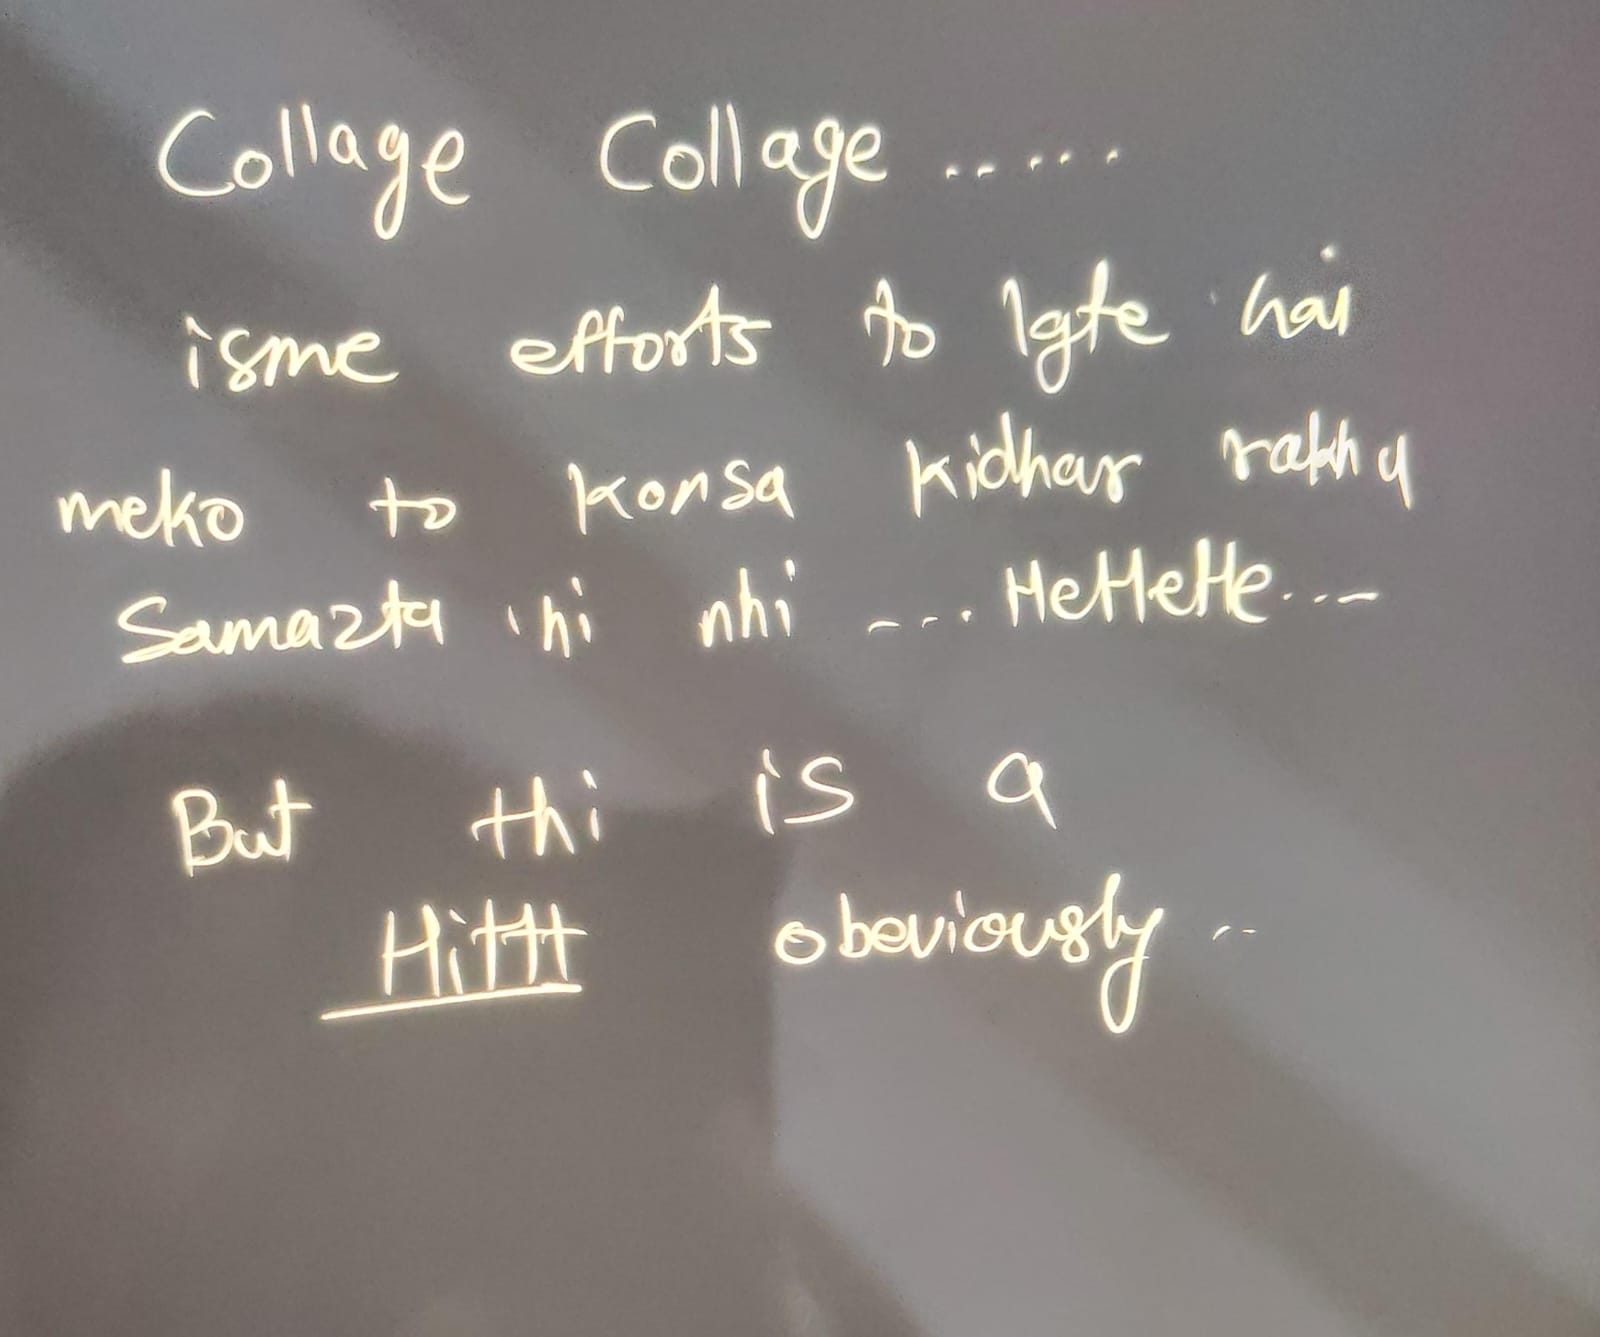 Collage Collage ......
isme efforts to lgte hai
meko to konsa kidhar rakhu
Samazta hi nhi .... HeHeHe....
But thi is a
Hittt obeviously ..